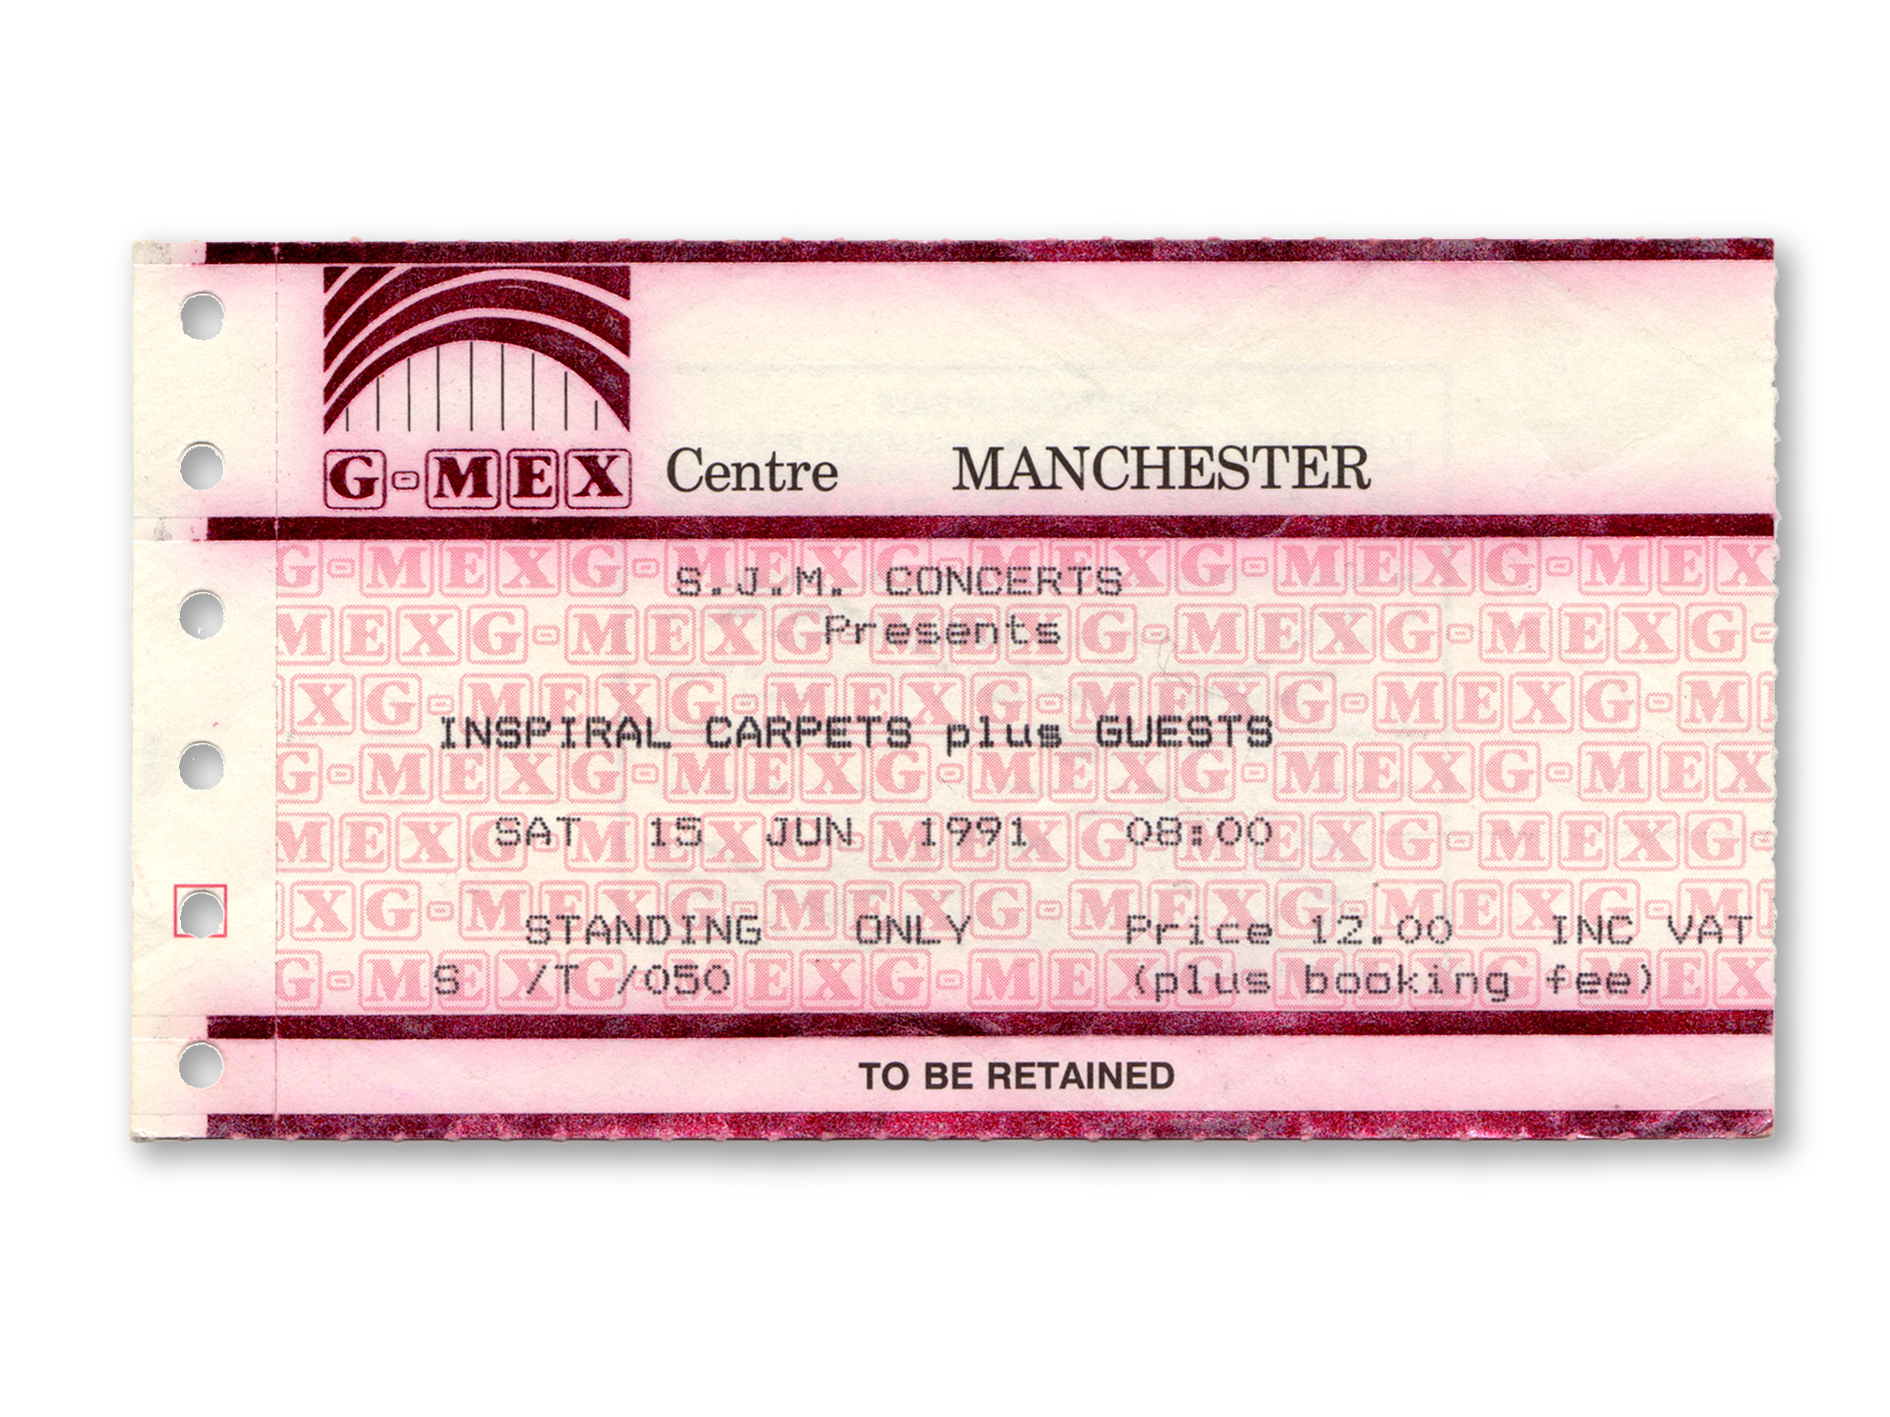 G-MEX Centre MANCHESTER
S.J.M. CONCERTS
Presents
INSPIRAL CARPETS plus GUESTS
SAT 15 JUN 1991 08:00
STANDING ONLY Price 12.00 INC VAT
S /T /050 (plus booking fee)
TO BE RETAINED